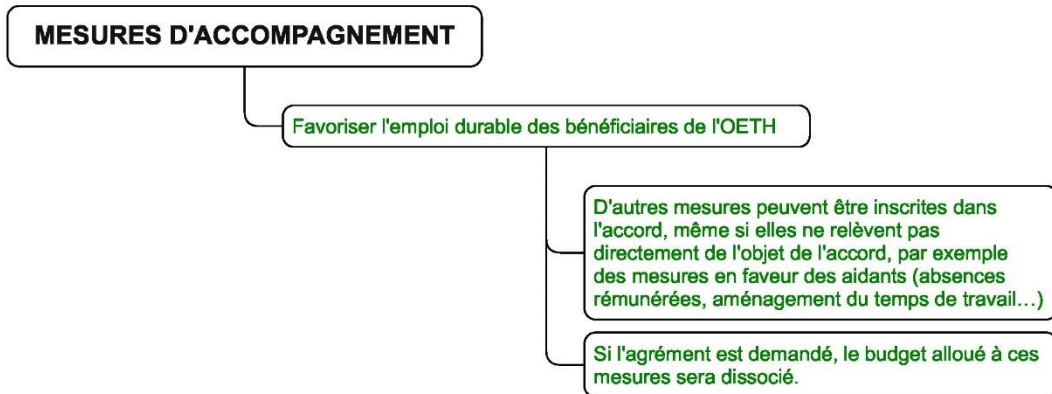 MESURES D'ACCOMPAGNEMENT
Favoriser l'emploi durable des bénéficiaires de l'OETH
D'autres mesures peuvent être inscrites dans
l'accord, même si elles ne relèvent pas
directement de l'objet de l'accord, par exemple
des mesures en faveur des aidants (absences
rémunérées, aménagement du temps de travail…)
Si l'agrément est demandé, le budget alloué à ces
mesures sera dissocié.